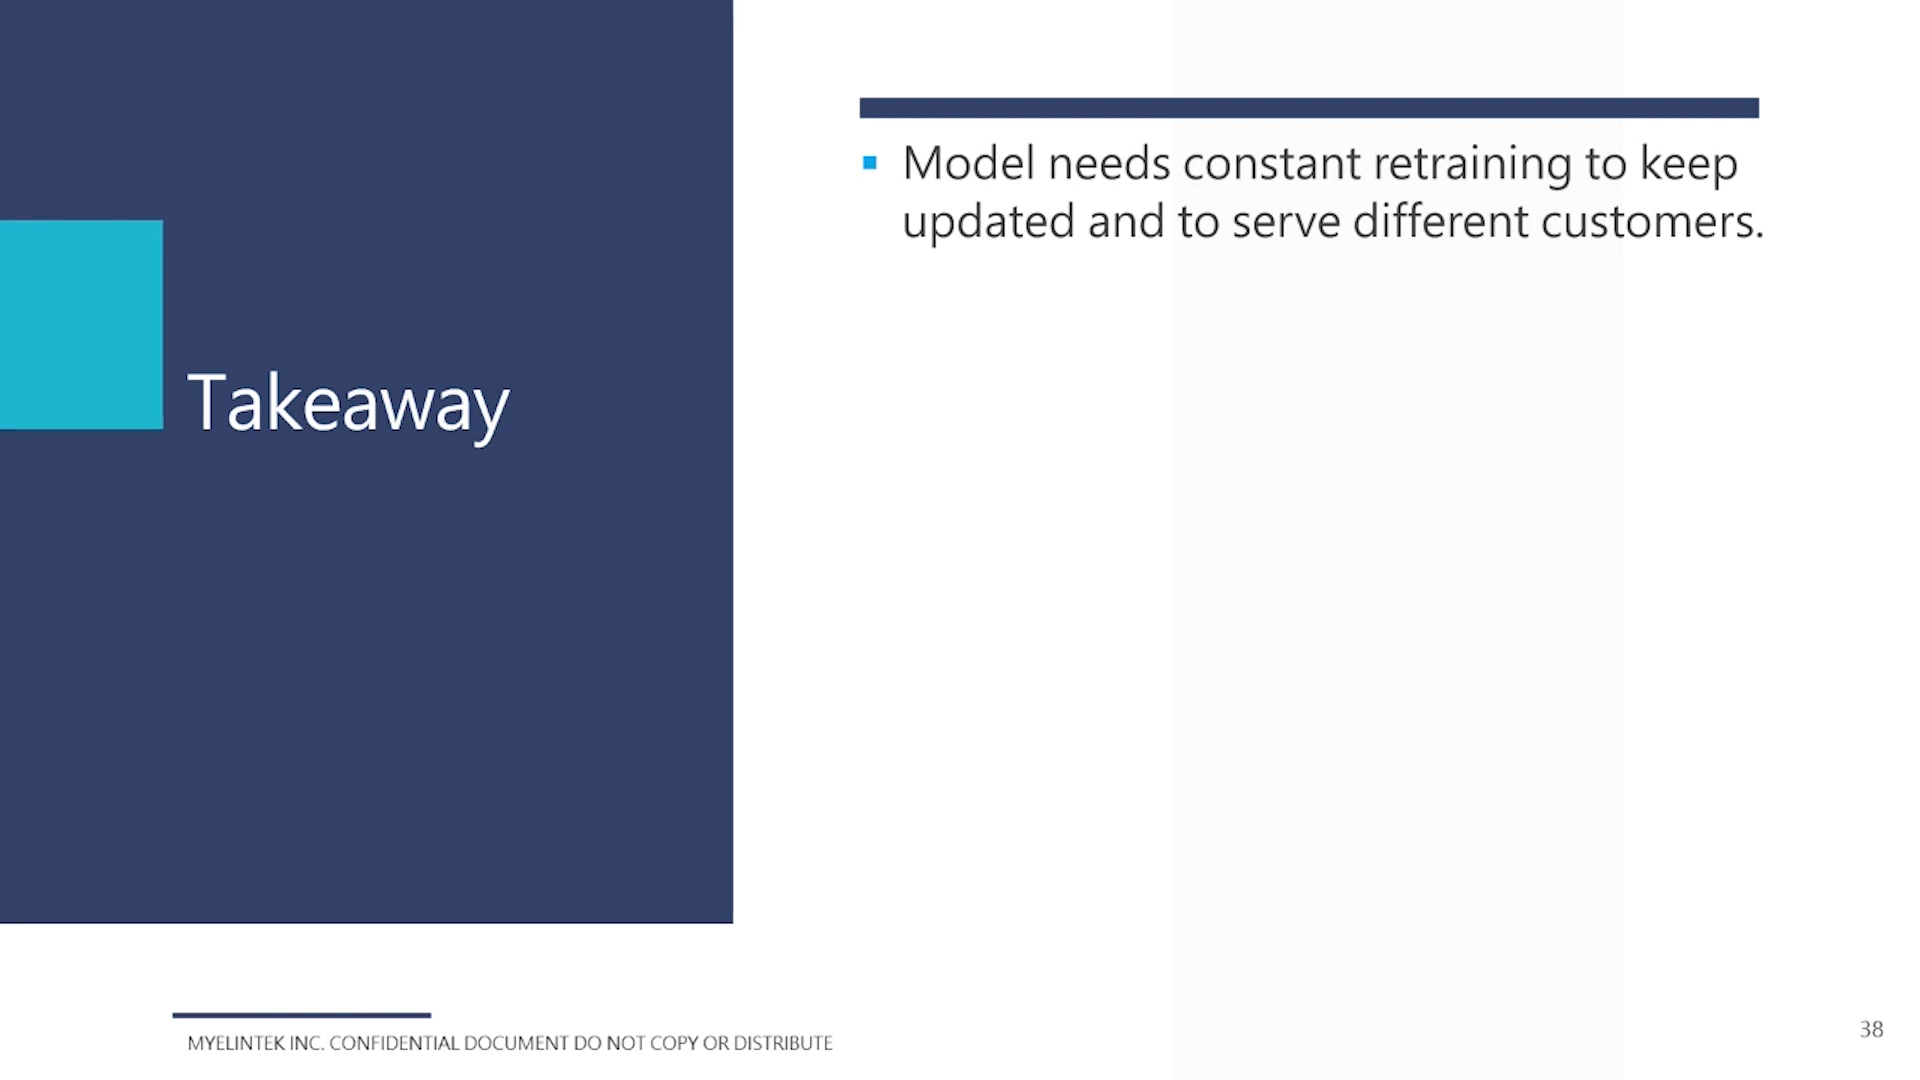 Takeaway
Model needs constant retraining to keep
updated and to serve different customers.
MYELINTEK INC. CONFIDENTIAL DOCUMENT DO NOT COPY OR DISTRIBUTE
38